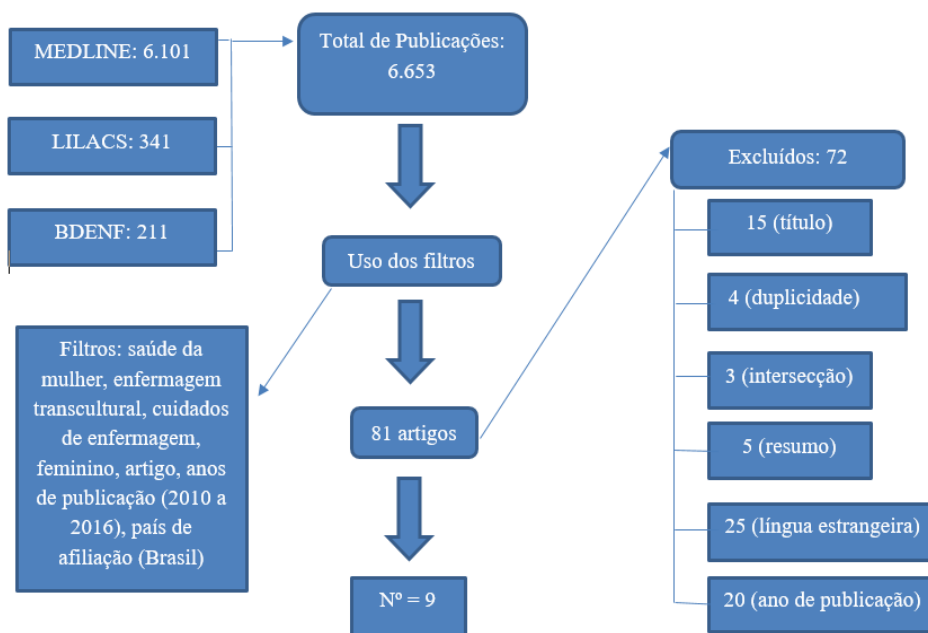 MEDLINE: 6.101
LILACS: 341
BDENF: 211
Total de Publicações:
6.653
Uso dos filtros
Filtros: saúde da
mulher, enfermagem
transcultural, cuidados
de enfermagem,
feminino, artigo, anos
de publicação (2010 a
2016), país de
afiliação (Brasil)
81 artigos
Nº = 9
Excluídos: 72
15 (título)
4 (duplicidade)
3 (intersecção)
5 (resumo)
25 (língua estrangeira)
20 (ano de publicação)